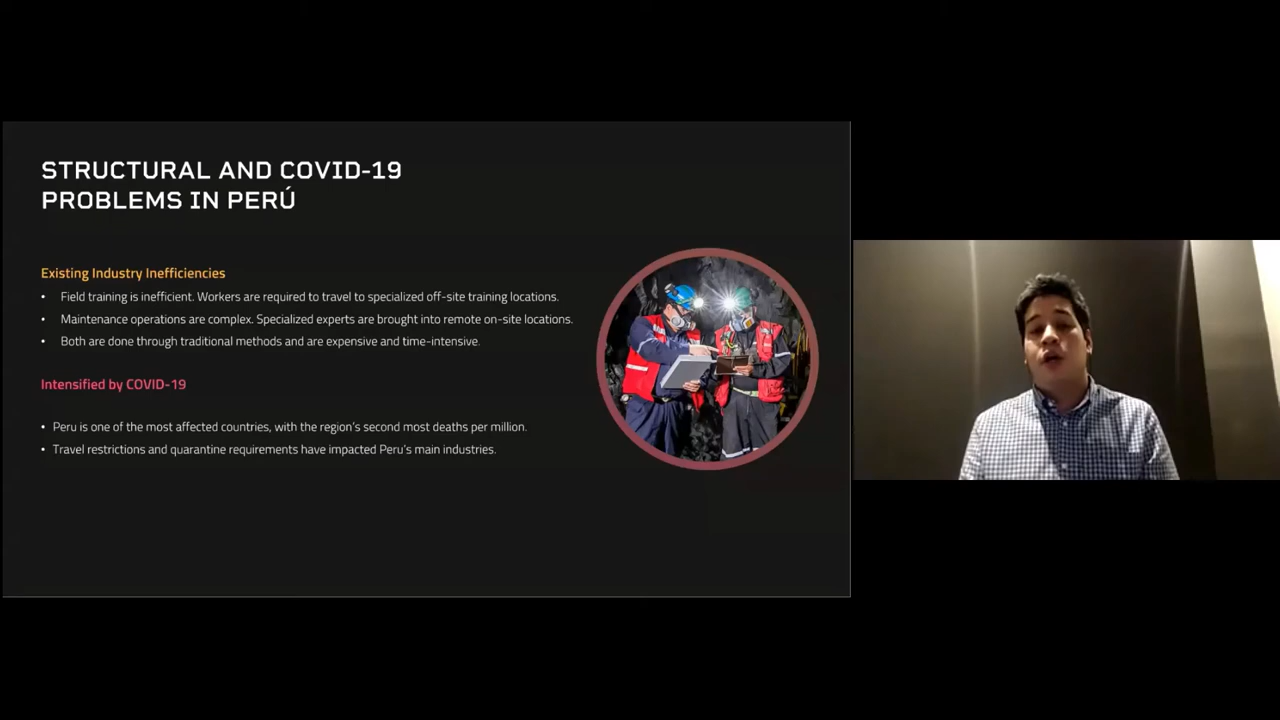 STRUCTURAL AND COVID-19
PROBLEMS IN PERÚ
Existing Industry Inefficiencies
• Field training is inefficient. Workers are required to travel to specialized off-site training locations.
• Maintenance operations are complex. Specialized experts are brought into remote on-site locations.
• Both are done through traditional methods and are expensive and time-intensive.
Intensified by COVID-19
• Peru is one of the most affected countries, with the region's second most deaths per million.
• Travel restrictions and quarantine requirements have impacted Peru's main industries.